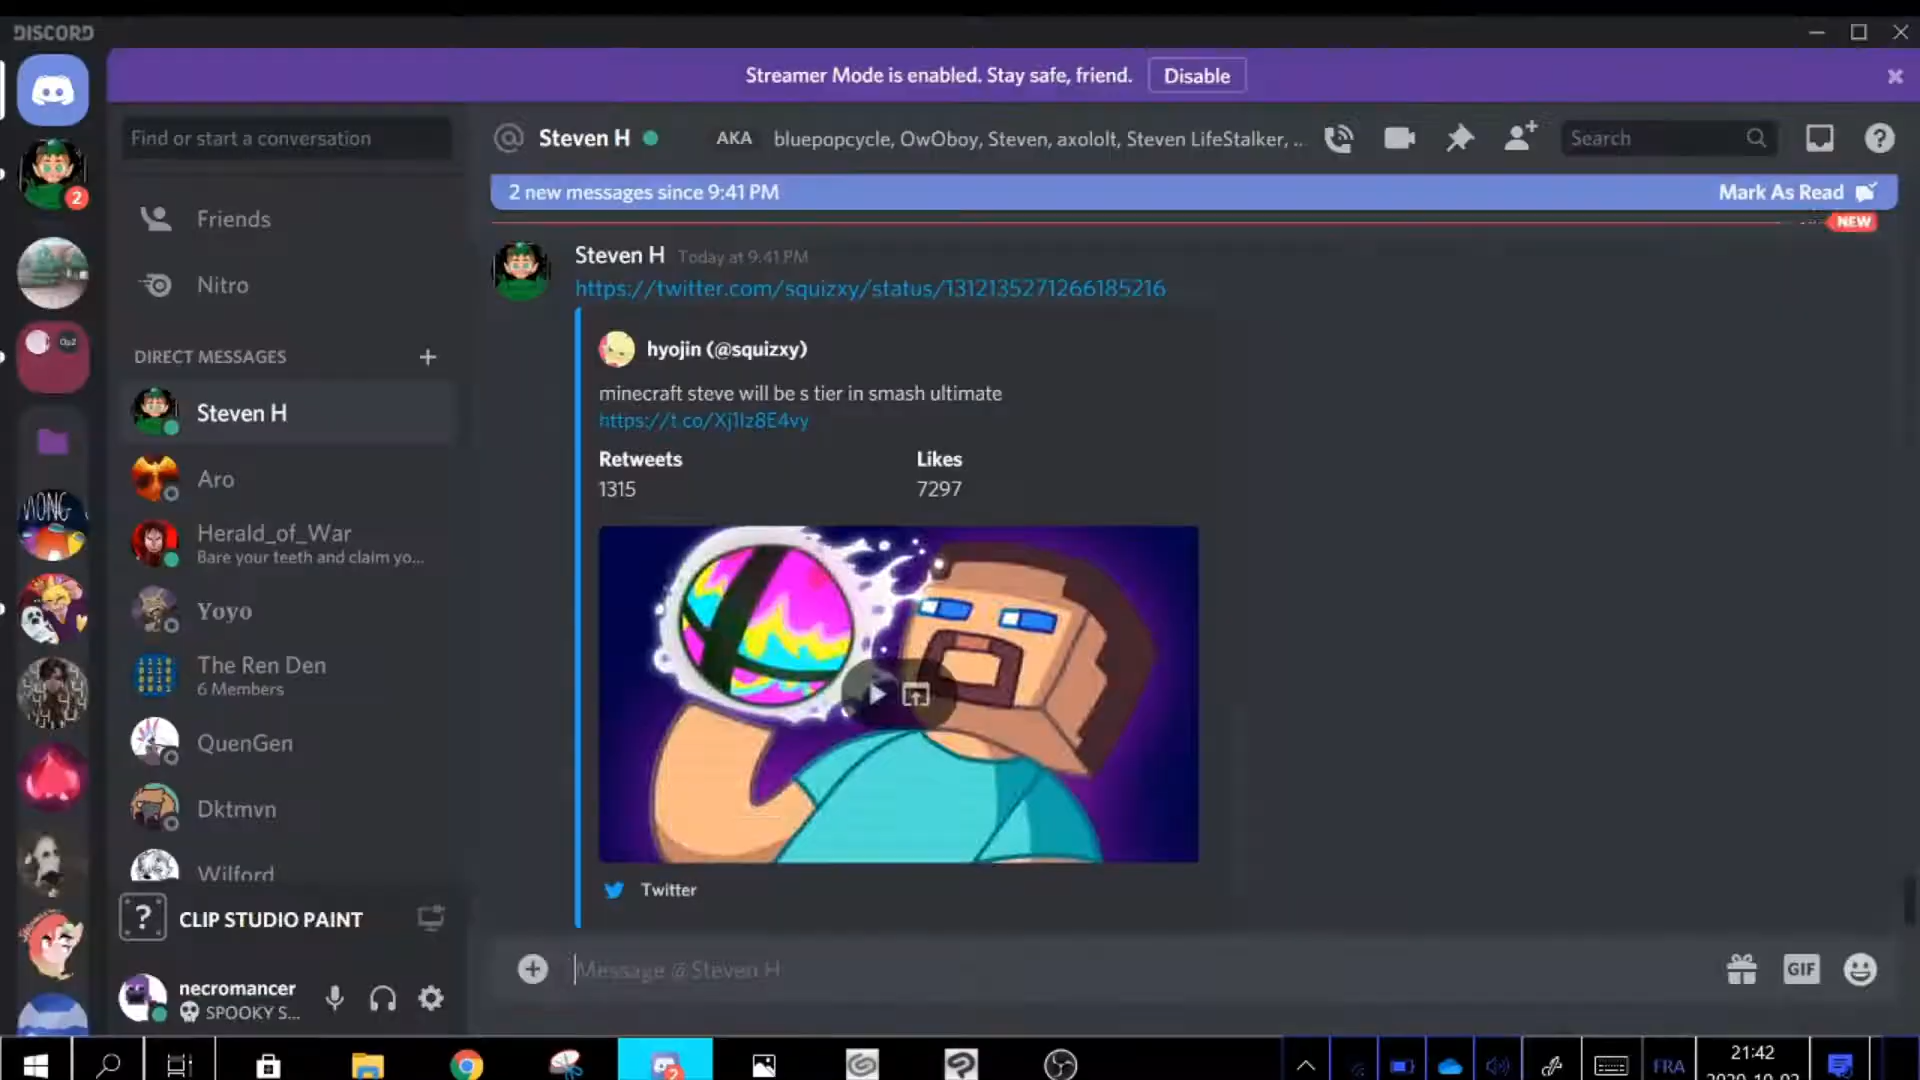 DISCORD
Streamer Mode is enabled. Stay safe, friend.
Disable
Find or start a conversation
Steven H
AKA
bluepopcycle, OwOboy, Steven, axololt, Steven LifeStalker, ...
Search
2
2 new messages since 9:41 PM
Mark As Read
NEW
Friends
Nitro
DIRECT MESSAGES
Steven H
Aro
Herald_of_War
Bare your teeth and claim yo...
Yoyo
The Ren Den
6 Members
QuenGen
Dktmvn
Wilford
CLIP STUDIO PAINT
necromancer
SPOOKY S...
Steven H
Today at 9:41 PM
https://twitter.com/squizxy/status/1312135271266185216
hyojin (@squizxy)
minecraft steve will be s tier in smash ultimate
https://t.co/Xj1Iz8E4vy
Retweets
Likes
1315
7297
Twitter
Message @Steven H
GIF
2
FRA
21:42